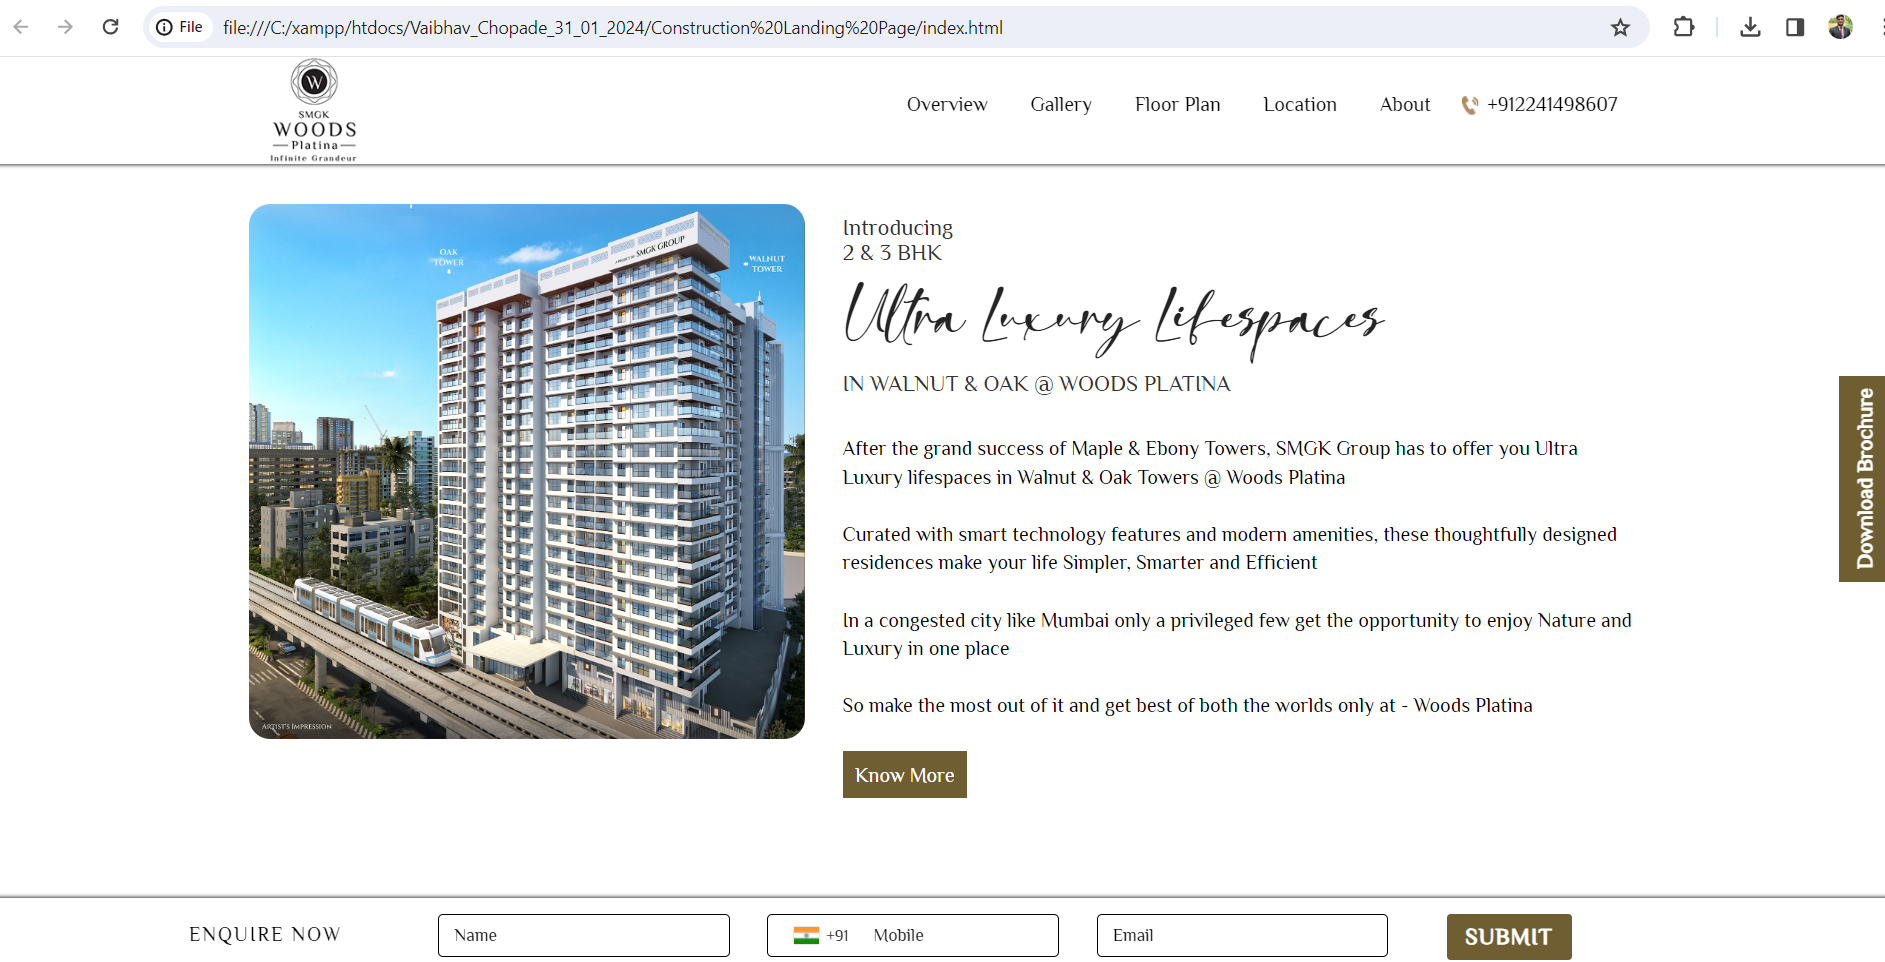 File
file:///C:/xampp/htdocs/Vaibhav_Chopade_31_01_2024/Construction%20Landing%20Page/index.html
W
SMGK
WOODS
Platina
Infinite Grandeur
Overview
Gallery
Floor Plan
Location
About
+912241498607
OAK
TOWER
SMGK GROUP
WALNUT
TOWER
ARTIST'S IMPRESSION
Introducing
2 & 3 BHK
Ultra Luxury Lifespaces
IN WALNUT & OAK @ WOODS PLATINA
After the grand success of Maple & Ebony Towers, SMGK Group has to offer you Ultra
Luxury lifespaces in Walnut & Oak Towers @ Woods Platina
Curated with smart technology features and modern amenities, these thoughtfully designed
residences make your life Simpler, Smarter and Efficient
In a congested city like Mumbai only a privileged few get the opportunity to enjoy Nature and
Luxury in one place
So make the most out of it and get best of both the worlds only at - Woods Platina
Know More
Download Brochure
ENQUIRE NOW
Name
+91
Mobile
Email
SUBMIT